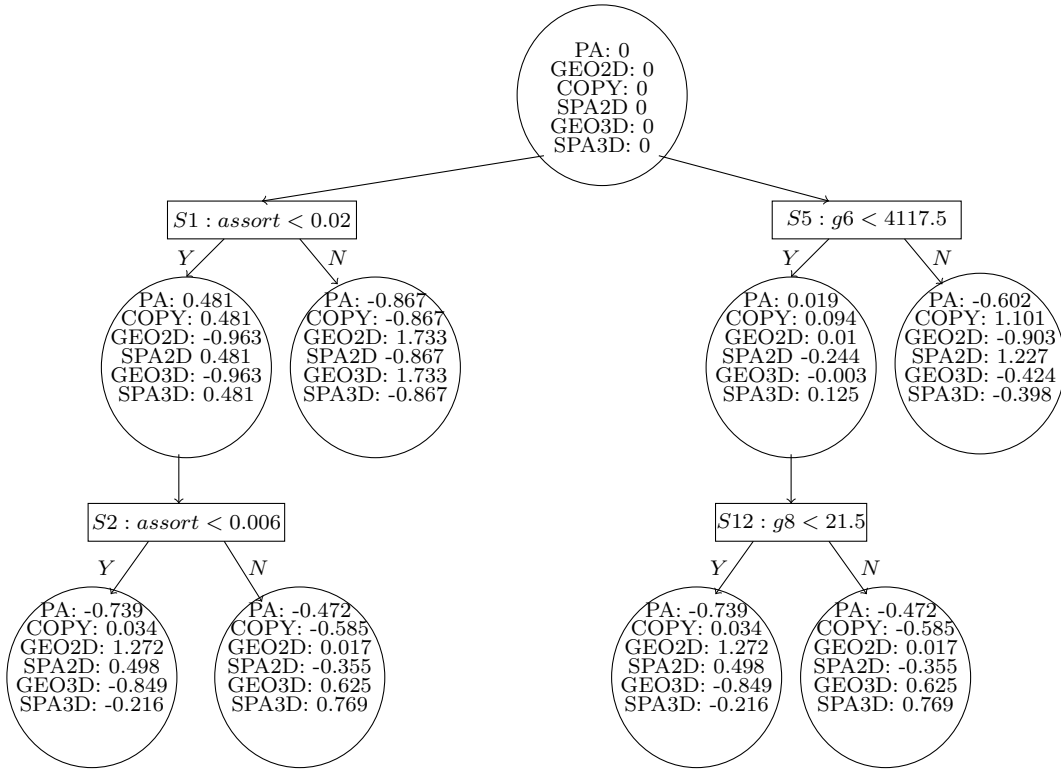 PA: 0
GEO2D: 0
COPY: 0
SPA2D 0
GEO3D: 0
SPA3D: 0
S1 : assort < 0.02
S5 : g6 < 4117.5
Y
N
Y
N
PA: 0.481
COPY: 0.481
GEO2D: -0.963
SPA2D 0.481
GEO3D: -0.963
SPA3D: 0.481
PA: -0.867
COPY: -0.867
GEO2D: 1.733
SPA2D -0.867
GEO3D: 1.733
SPA3D: -0.867
PA: 0.019
COPY: 0.094
GEO2D: 0.01
SPA2D -0.244
GEO3D: -0.003
SPA3D: 0.125
PA: -0.602
COPY: 1.101
GEO2D: -0.903
SPA2D: 1.227
GEO3D: -0.424
SPA3D: -0.398
S2 : assort < 0.006
S12 : g8 < 21.5
Y
N
Y
N
PA: -0.739
COPY: 0.034
GEO2D: 1.272
SPA2D: 0.498
GEO3D: -0.849
SPA3D: -0.216
PA: -0.472
COPY: -0.585
GEO2D: 0.017
SPA2D: -0.355
GEO3D: 0.625
SPA3D: 0.769
PA: -0.739
COPY: 0.034
GEO2D: 1.272
SPA2D: 0.498
GEO3D: -0.849
SPA3D: -0.216
PA: -0.472
COPY: -0.585
GEO2D: 0.017
SPA2D: -0.355
GEO3D: 0.625
SPA3D: 0.769